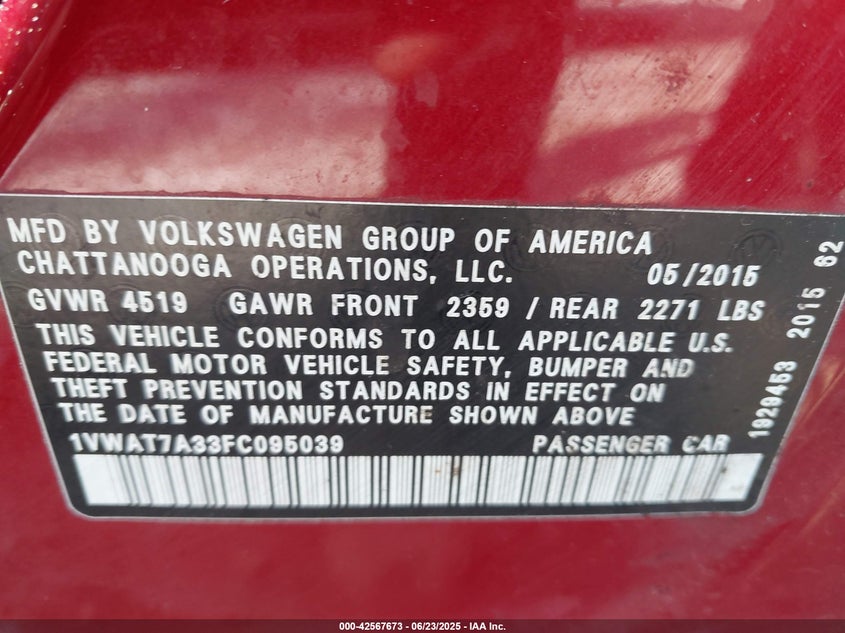 MFD BY VOLKSWAGEN GROUP OF AMERICA
CHATTANOOGA OPERATIONS, LLC. 05/2015
GVWR 4519 GAWR FRONT 2359 / REAR 2271 LBS
THIS VEHICLE CONFORMS TO ALL APPLICABLE U.S.
FEDERAL MOTOR VEHICLE SAFETY, BUMPER AND
THEFT PREVENTION STANDARDS IN EFFECT ON
THE DATE OF MANUFACTURE SHOWN ABOVE
1VWAT7A33FC095039 PASSENGER CAR
1929453 2015 62
000-42567673 / 06/23/2025 - IAA Inc.